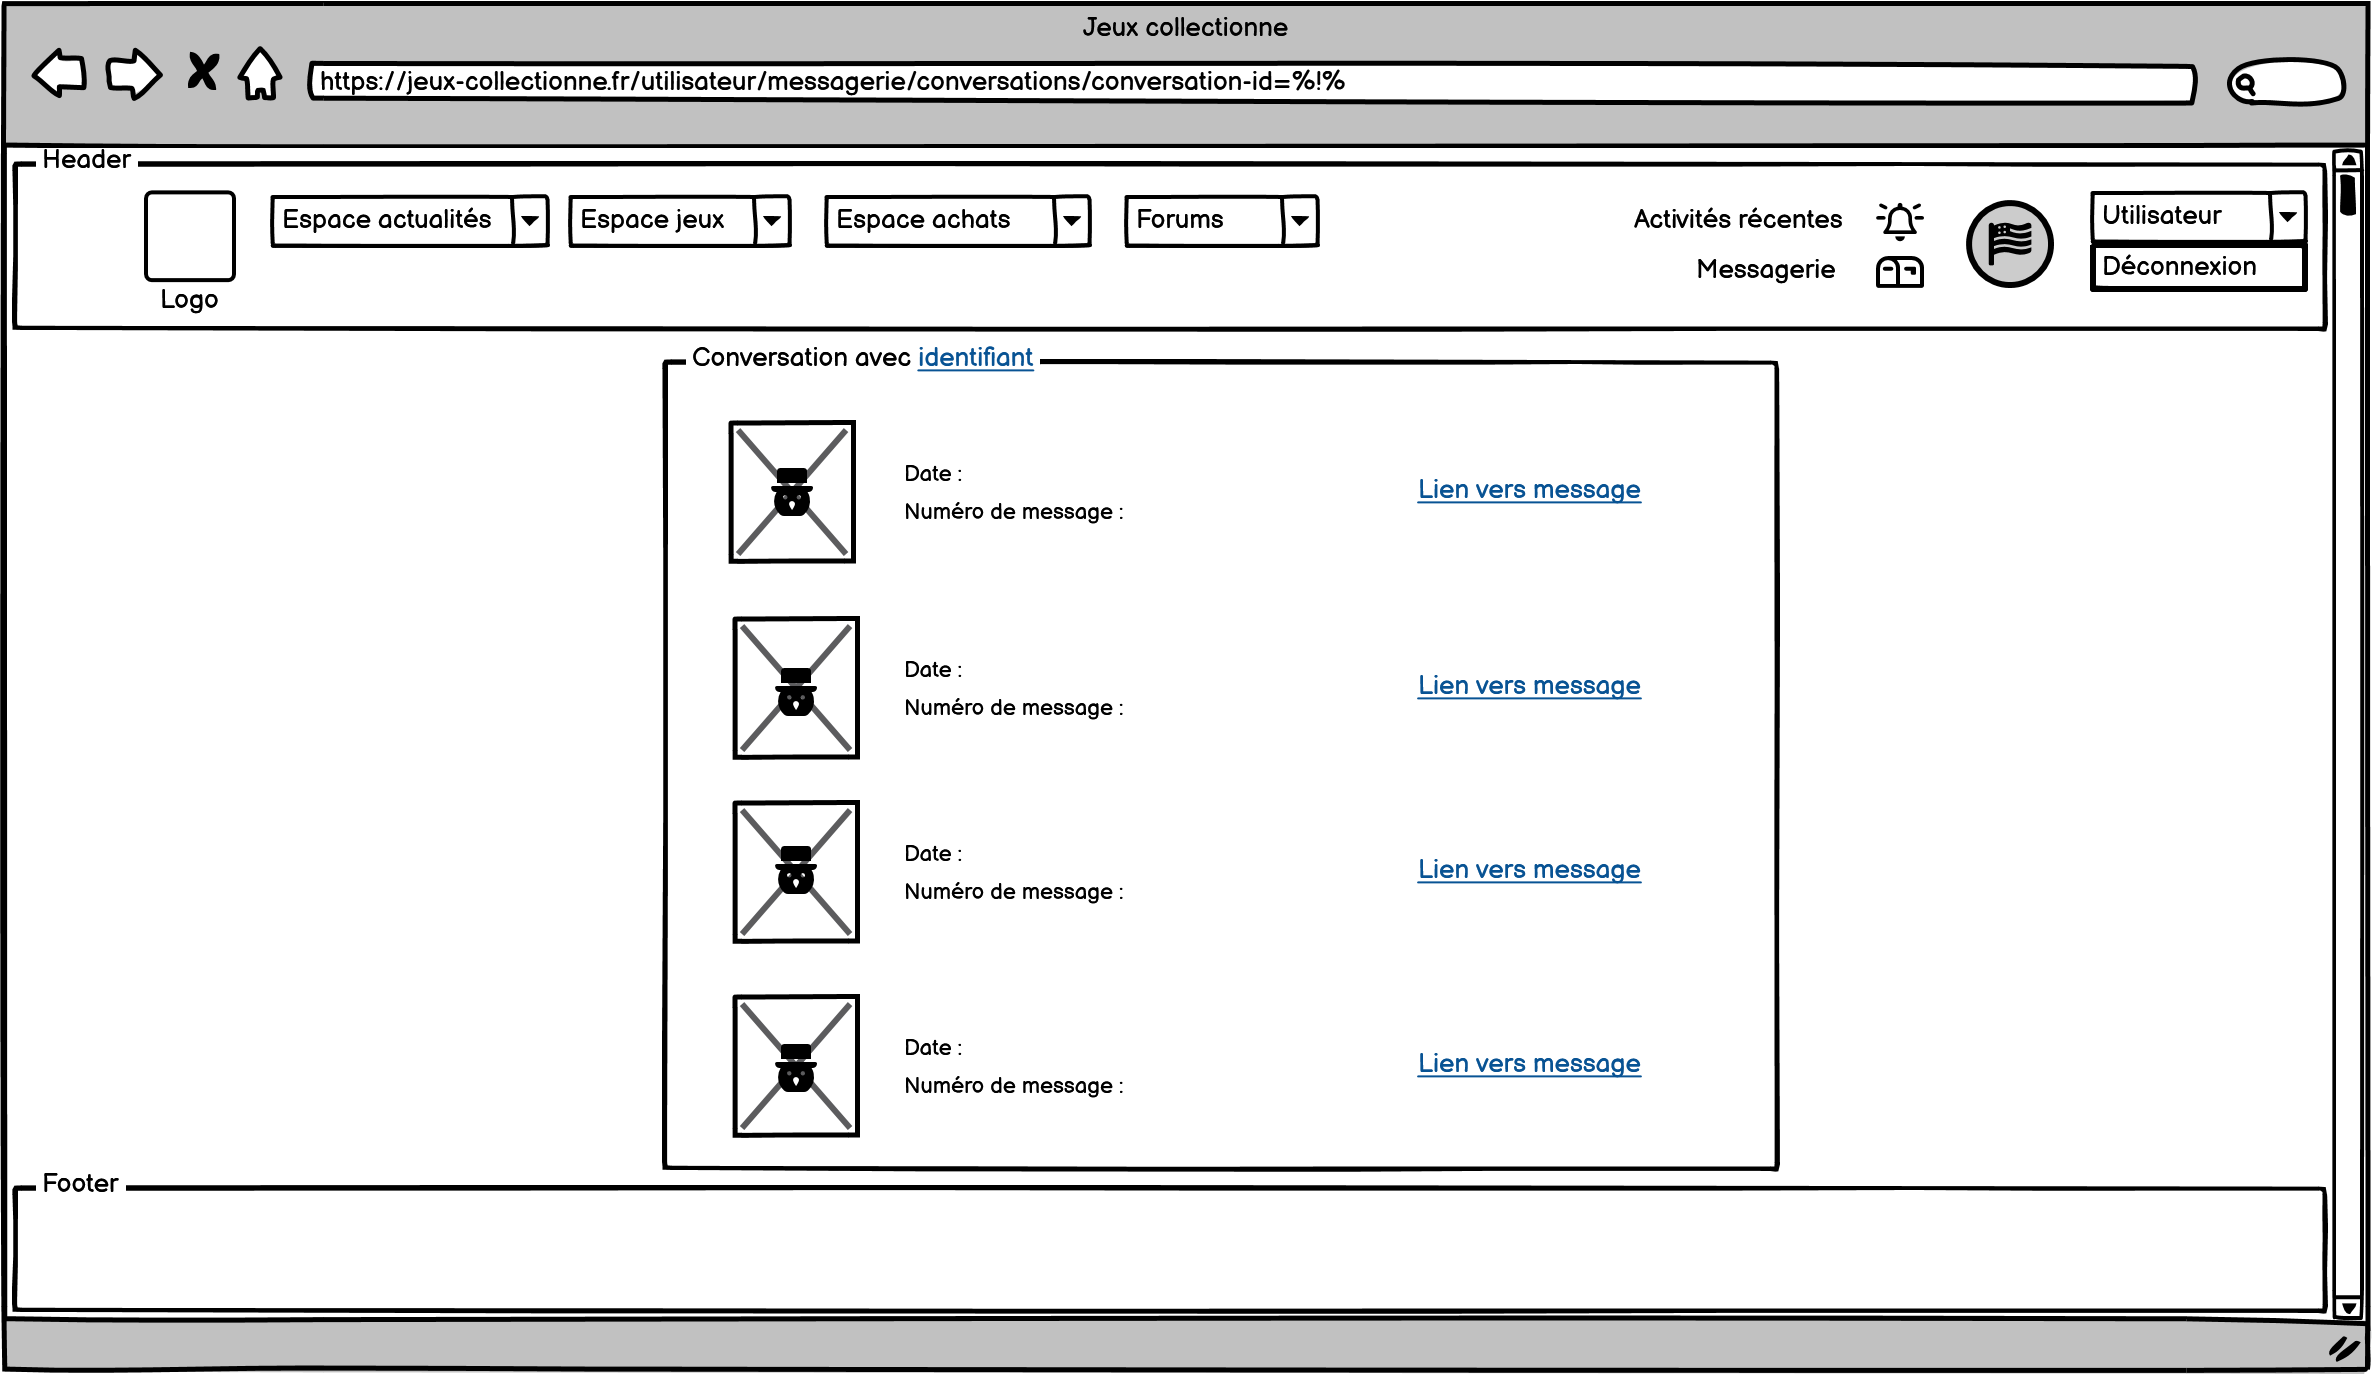 Jeux collectionne
https://jeux-collectionne.fr/utilisateur/messagerie/conversations/conversation-id=%!%
Header
Logo
Espace actualités
Espace jeux
Espace achats
Forums
Activités récentes
Messagerie
Utilisateur
Déconnexion
Conversation avec identifiant
Date :
Numéro de message :
Lien vers message
Date :
Numéro de message :
Lien vers message
Date :
Numéro de message :
Lien vers message
Date :
Numéro de message :
Lien vers message
Footer